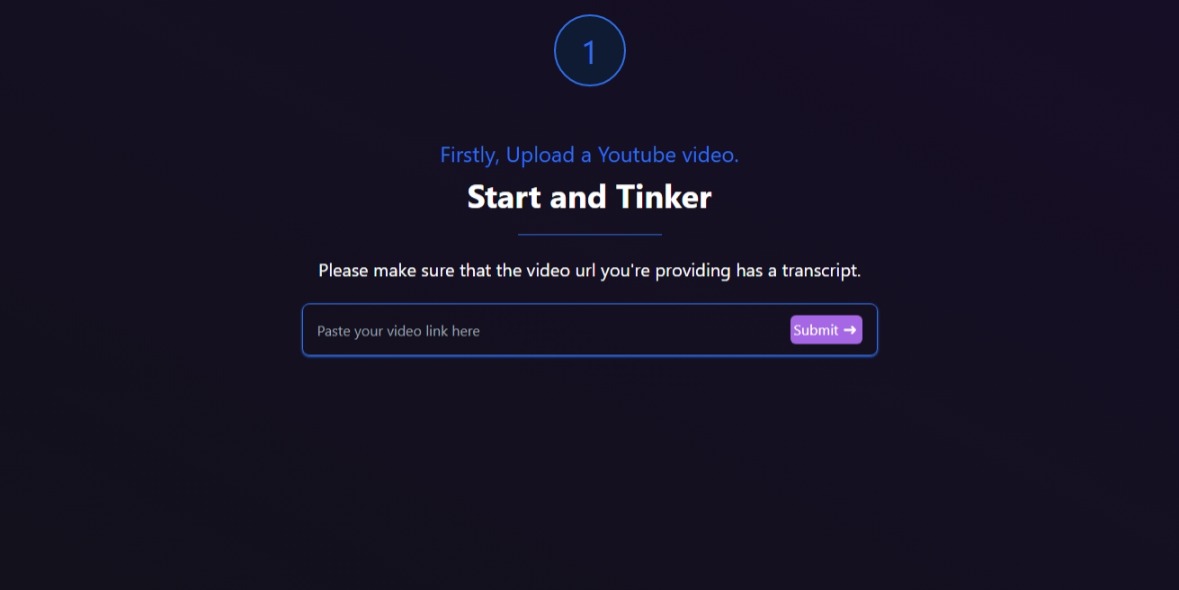 1
Firstly, Upload a Youtube video.
Start and Tinker
Please make sure that the video url you're providing has a transcript.
Paste your video link here
Submit ➔